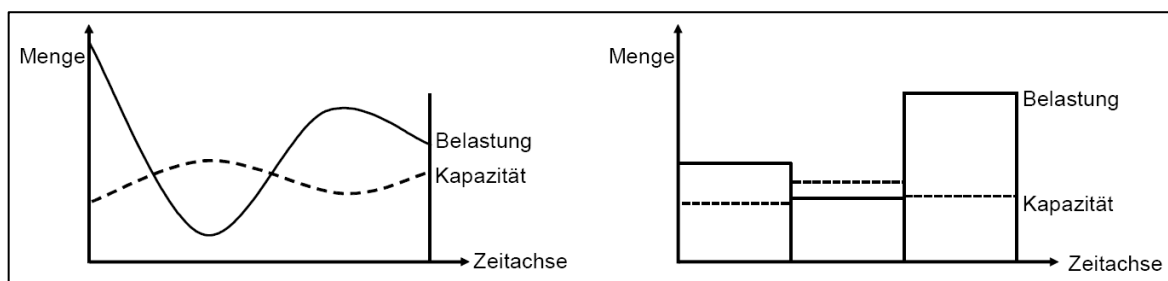 Menge
Belastung
Kapazität
Zeitachse
Menge
Belastung
Kapazität
Zeitachse